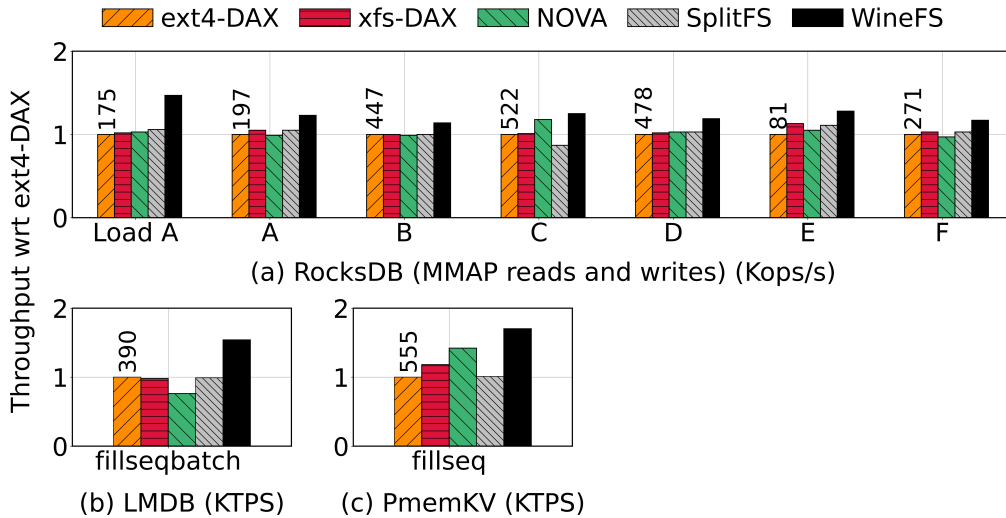 ext4-DAX xfs-DAX NOVA SplitFS WineFS
Throughput wrt ext4-DAX
2
1
0
175 197 447 522 478 81 271
Load A A B C D E F
(a) RocksDB (MMAP reads and writes) (Kops/s)
2
1
0
390
fillseqbatch
(b) LMDB (KTPS)
2
1
0
555
fillseq
(c) PmemKV (KTPS)